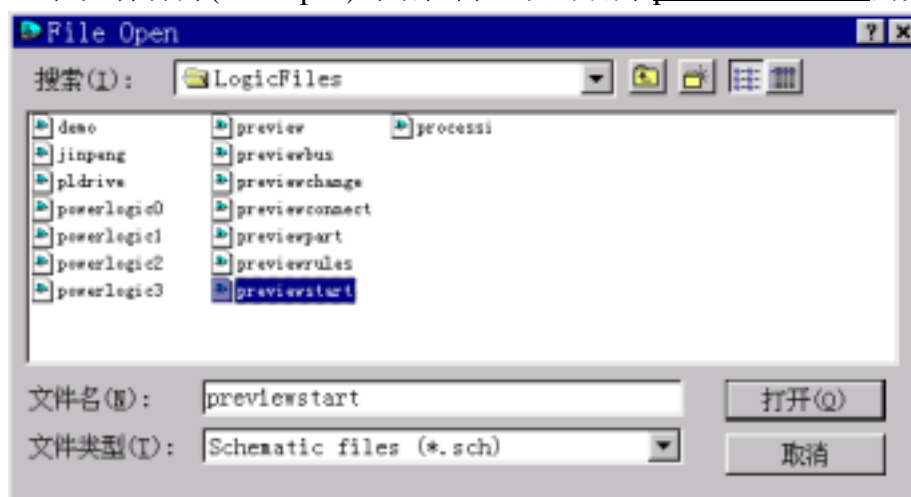 File Open
搜索(I): LogicFiles
demo preview processi
jinpeng previewbus
pldrive previewchange
powerlogic0 previewconnect
powerlogic1 previewpart
powerlogic2 previewrules
powerlogic3 previewstart
文件名(N): previewstart 打开(O)
文件类型(T): Schematic files (*.sch) 取消